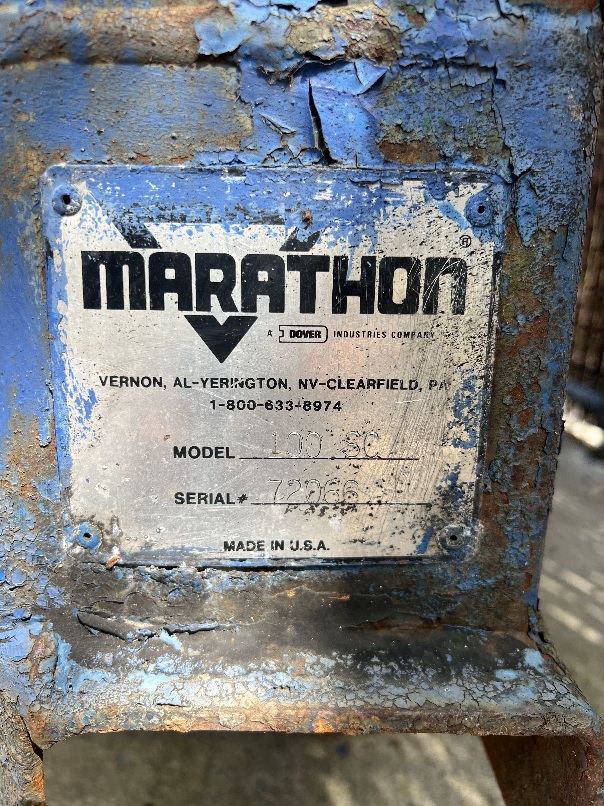 MARATHON®
A DOVER INDUSTRIES COMPANY
VERNON, AL-YERINGTON, NV-CLEARFIELD, PA
1-800-633-8974
MODEL 100 SC
SERIAL# 72086
MADE IN U.S.A.